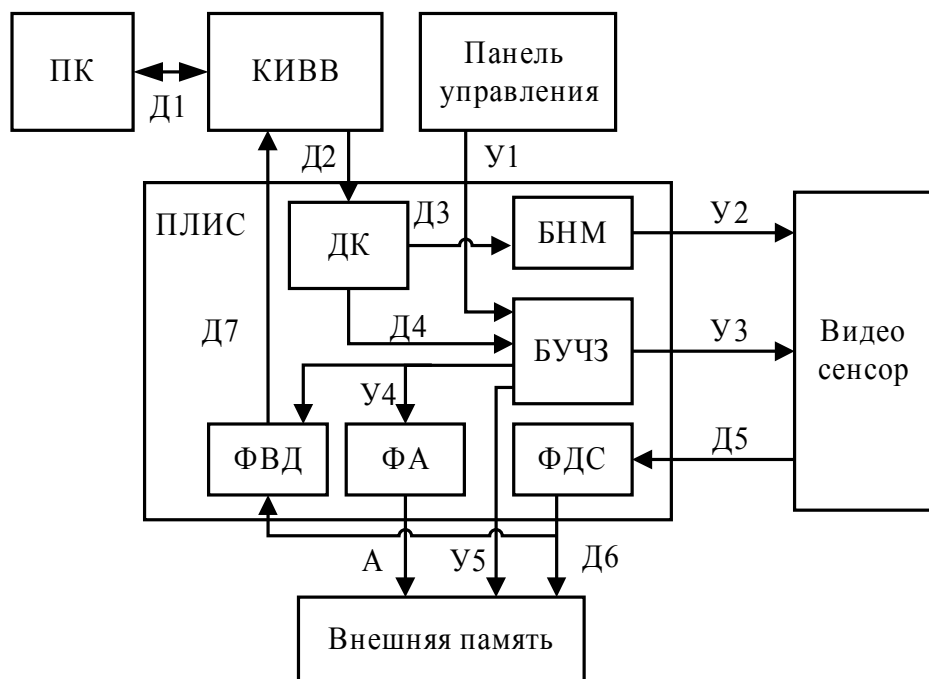 ПК
КИВВ
Панель
управления
Д1
Д2
У1
ПЛИС
ДК
Д3
БНМ
У2
Д7
Д4
БУЧЗ
У3
Видео
сенсор
У4
ФВД
ФА
ФДС
Д5
А
У5
Д6
Внешняя память